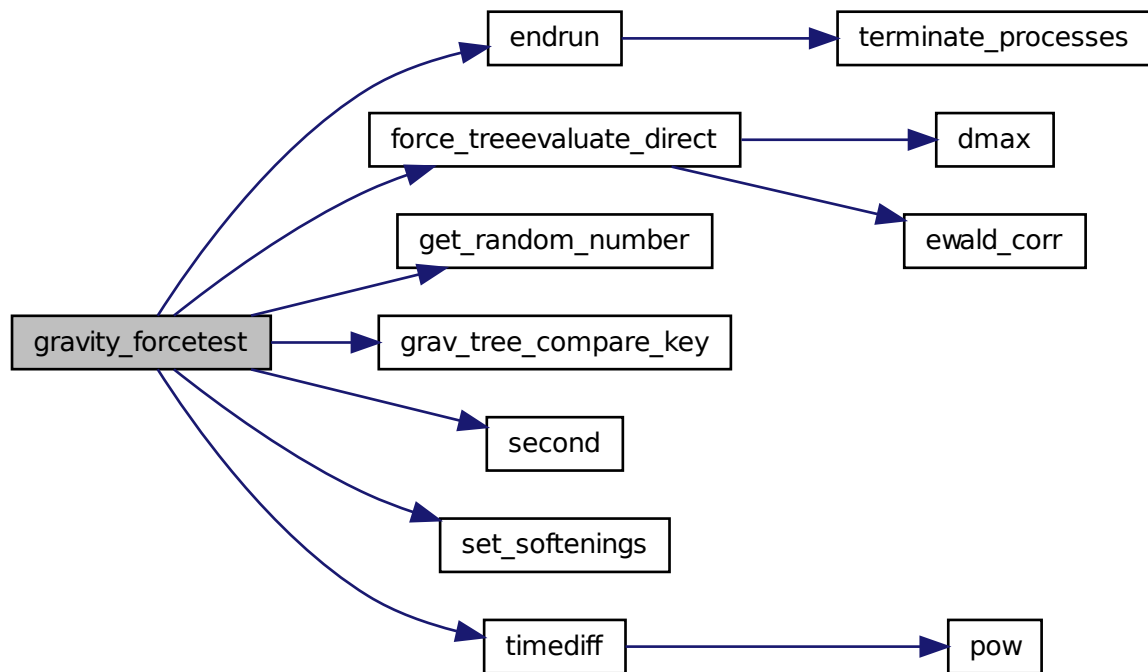 endrun
terminate_processes
force_treeevaluate_direct
dmax
get_random_number
ewald_corr
gravity_forcetest
grav_tree_compare_key
second
set_softenings
timediff
pow